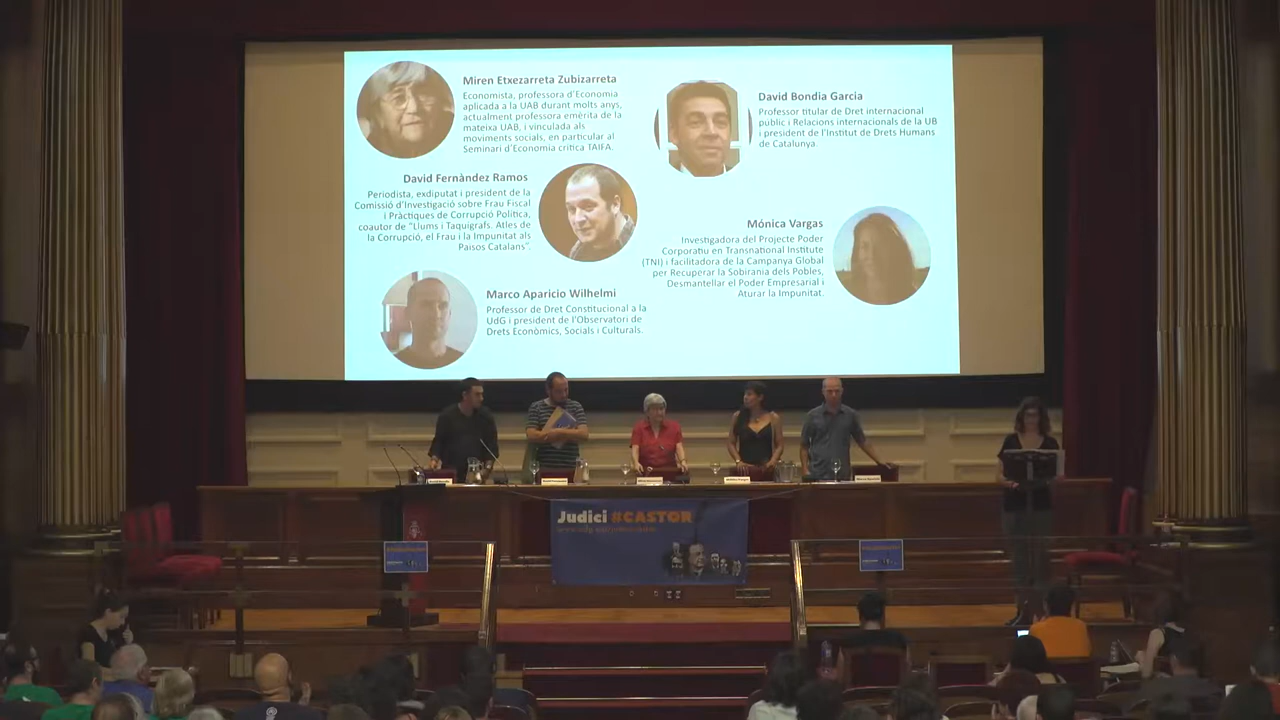 Miren Etxezarreta Zubizarreta
Economista, professora d'Economia
aplicada a la UAB durant molts anys,
actualment professora emèrita de la
mateixa UAB, i vinculada als
moviments socials, en particular al
Seminari d'Economia crítica TAIFA.
David Bondia Garcia
Professor titular de Dret internacional
públic i Relacions internacionals de la UB
i president de l'Institut de Drets Humans
de Catalunya.
David Fernàndez Ramos
Periodista, exdiputat i president de la
Comissió d'Investigació sobre Frau Fiscal
i Pràctiques de Corrupció Política,
coautor de "Llums i Taquígrafs. Atles de
la Corrupció, el Frau i la Impunitat als
Països Catalans".
Mónica Vargas
Investigadora del Projecte Poder
Corporatiu en Transnational Institute
(TNI) i facilitadora de la Campanya Global
per Recuperar la Sobirania dels Pobles,
Desmantellar el Poder Empresarial i
Aturar la Impunitat.
Marco Aparicio Wilhelmi
Professor de Dret Constitucional a la
UdG i president de l'Observatori de
Drets Econòmics, Socials i Culturals.
Judici #CASTOR